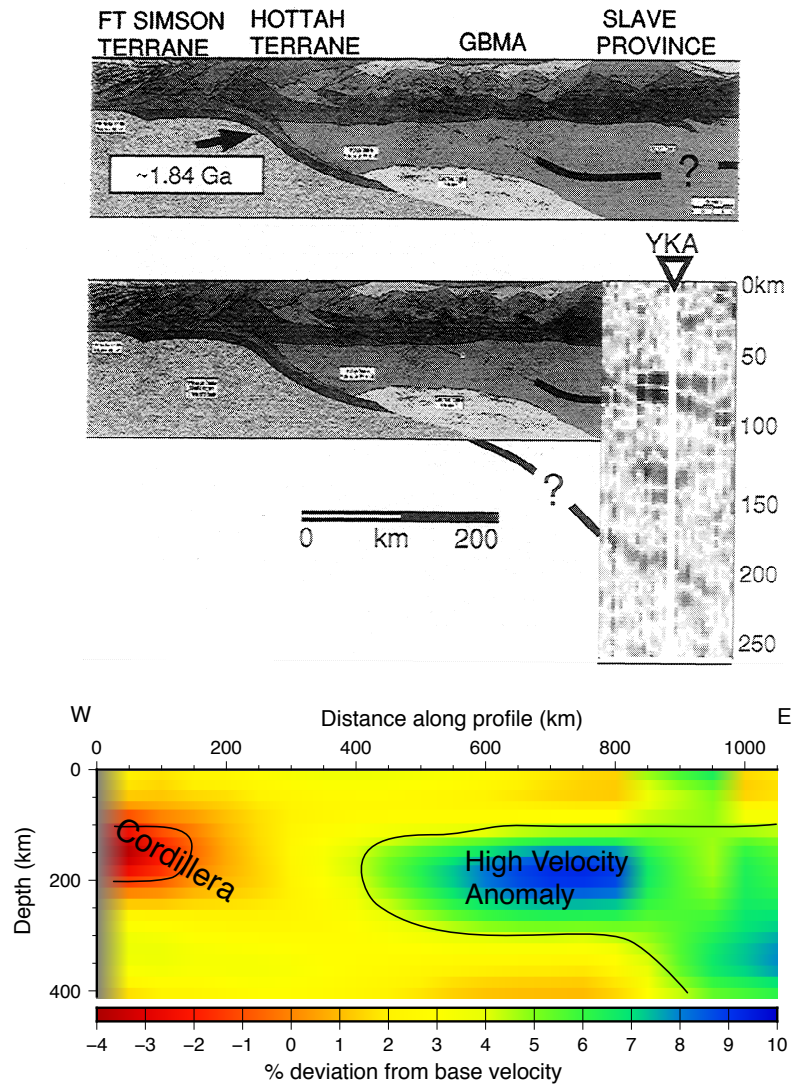 FT SIMSON
TERRANE
HOTTAH
TERRANE
GBMA
SLAVE
PROVINCE
~1.84 Ga
?
YKA
0km
50
100
150
200
250
?
0 km 200
W
Distance along profile (km)
E
0 200 400 600 800 1000
Depth (km)
0
200
400
Cordillera
High Velocity
Anomaly
−4 −3 −2 −1 0 1 2 3 4 5 6 7 8 9 10
% deviation from base velocity